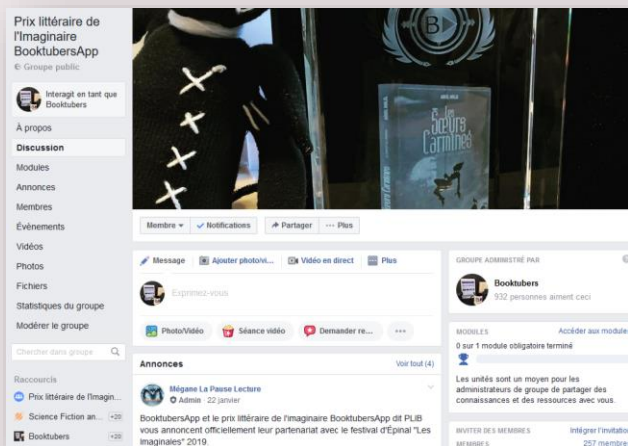 Prix littéraire de
l'Imaginaire
BooktubersApp
Groupe public
Interagit en tant que
Booktubers
À propos
Discussion
Modules
Annonces
Membres
Évènements
Vidéos
Photos
Fichiers
Statistiques du groupe
Modérer le groupe
Chercher dans groupe
Raccourcis
Prix littéraire de l'Imagin...
Science Fiction an... +20
Booktubers +20
B
Les
Sœurs
Carmines
Membre
Notifications
Partager
... Plus
Message
Ajouter photo/vi...
Vidéo en direct
Plus
Exprimez-vous
Photo/Vidéo
Séance vidéo
Demander re...
Annonces
Voir tout (4)
Mégane La Pause Lecture
Admin · 22 janvier
BooktubersApp et le prix littéraire de l'imaginaire BooktubersApp dit PLIB
vous annoncent officiellement leur partenariat avec le festival d'Épinal "Les
Imaginales" 2019.
GROUPE ADMINISTRÉ PAR
Booktubers
932 personnes aiment ceci
MODULES
Accéder aux modules
0 sur 1 module obligatoire terminé
Les unités sont un moyen pour les
administrateurs de groupe de partager des
connaissances et des ressources avec vous.
INVITER DES MEMBRES
Intégrer l'invitation
MEMBRES
257 membres